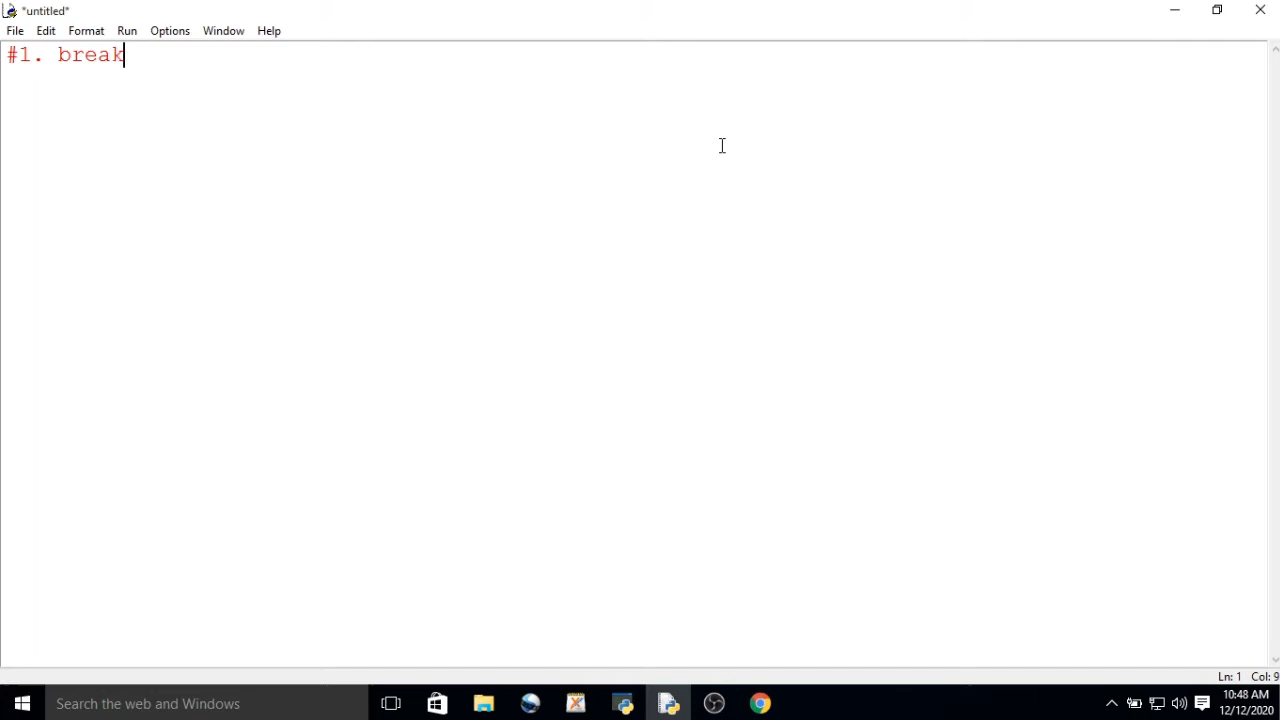 *untitled*
File Edit Format Run Options Window Help
#1. break
Ln: 1 Col: 9
Search the web and Windows
10:48 AM
12/12/2020